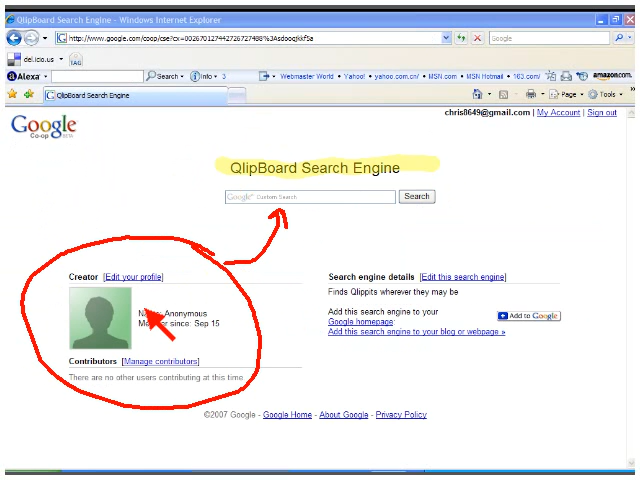 QlipBoard Search Engine - Windows Internet Explorer
http://www.google.com/coop/cse?cx=002670127442726727488%3Asdooqjkkf5a
Google
del.icio.us
TAG
Alexa
Search
Info
3
Webmaster World
Yahoo!
yahoo.com.cn/
MSN.com
MSN Hotmail
163.com/
amazon.com
QlipBoard Search Engine
Page
Tools
chris8649@gmail.com | My Account | Sign out
Google
Co-op BETA
QlipBoard Search Engine
Google™ Custom Search
Search
Creator [Edit your profile]
Anonymous
Member since: Sep 15
Contributors [Manage contributors]
There are no other users contributing at this time.
Search engine details [Edit this search engine]
Finds Qlippits wherever they may be
Add this search engine to your
Google homepage:
Add to Google
Add this search engine to your blog or webpage »
©2007 Google - Google Home - About Google - Privacy Policy